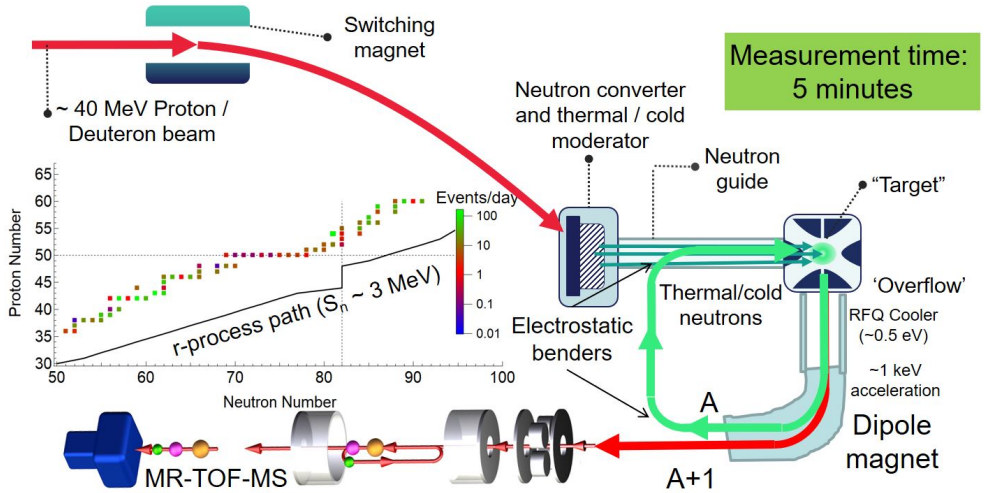 Switching
magnet
Measurement time:
5 minutes
~ 40 MeV Proton /
Deuteron beam
Neutron converter
and thermal / cold
moderator
Neutron
guide
“Target”
Events/day
100
10
1
0.1
0.01
Proton Number
65
60
55
50
45
40
35
30
r-process path (Sn ~ 3 MeV)
50
60
70
80
90
100
Neutron Number
Thermal/cold
neutrons
Electrostatic
benders
‘Overflow’
RFQ Cooler
(~0.5 eV)
~1 keV
acceleration
A
Dipole
magnet
A+1
MR-TOF-MS